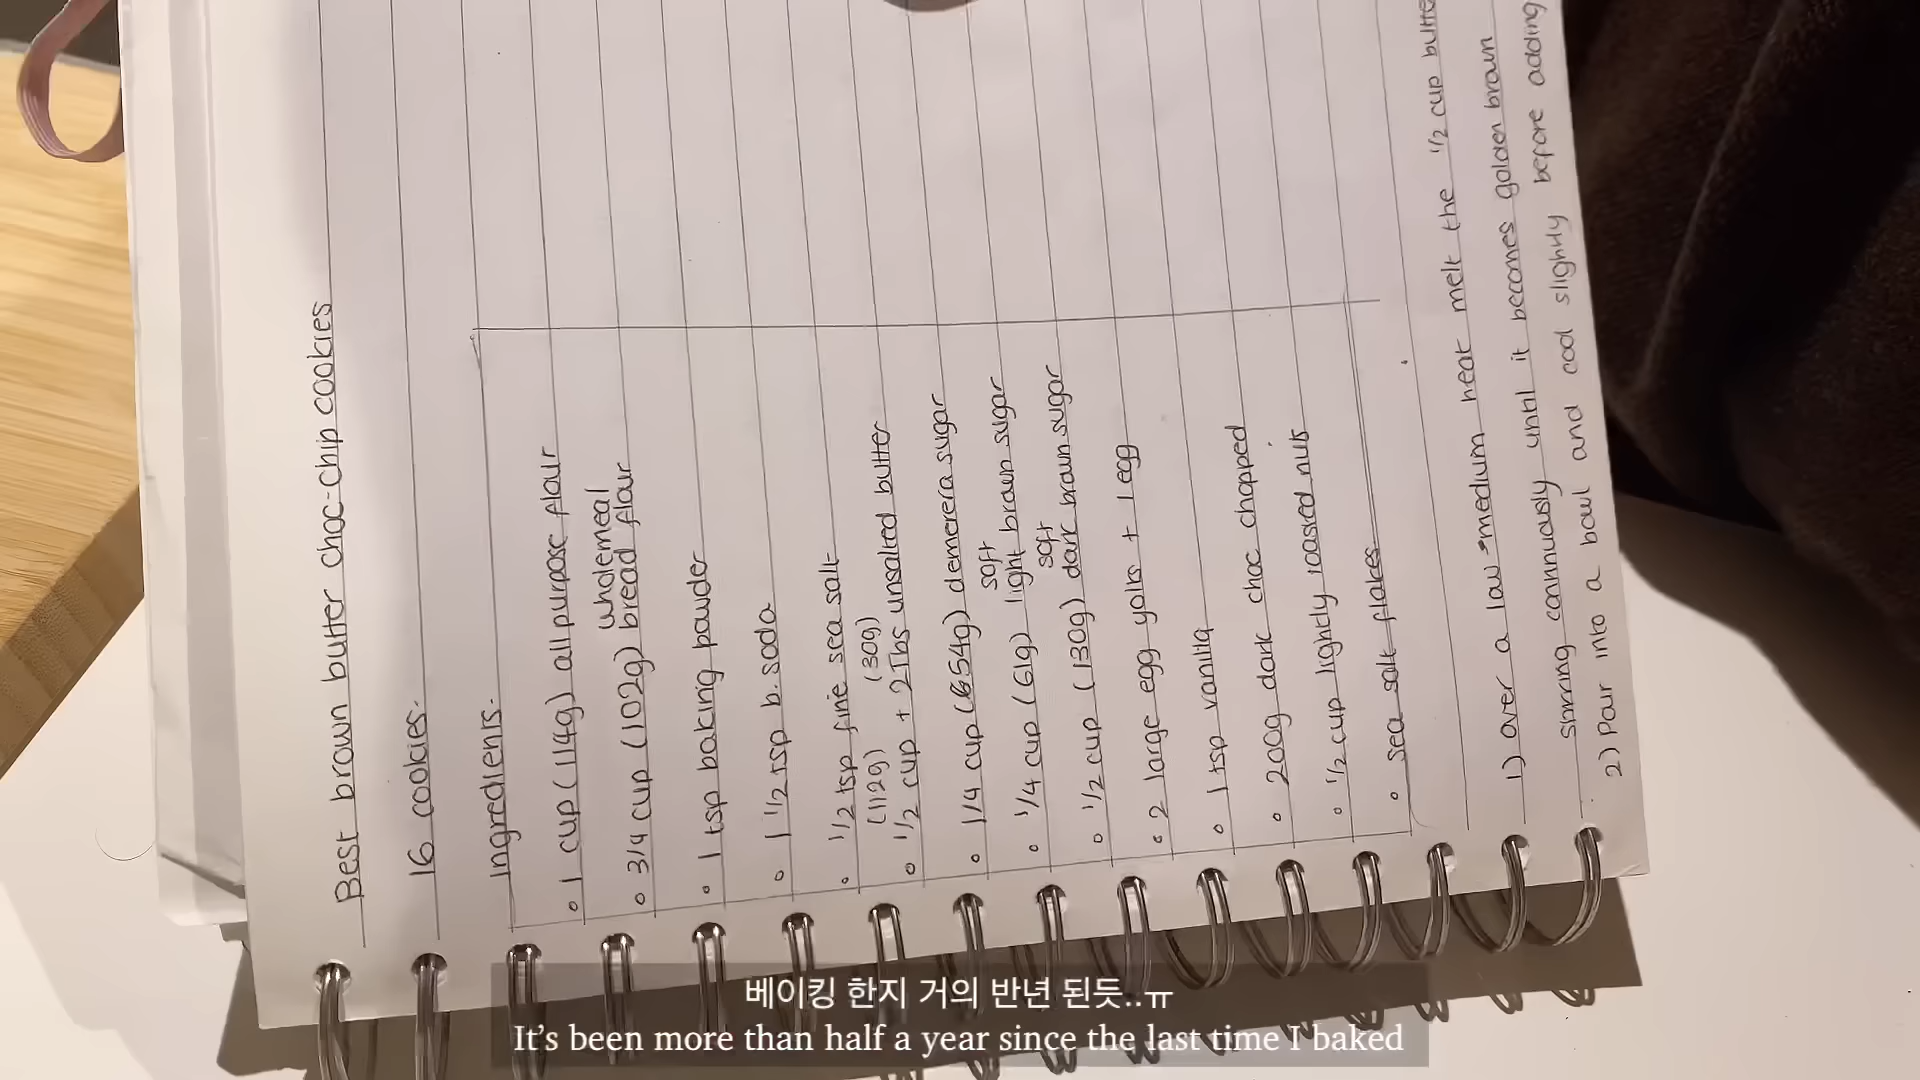 Best brown butter choc-chip cookies
16 cookies.
Ingredients.
• 1 cup (114g) all purpose flour
wholemeal
• 3/4 cup (102g) bread flour
• 1 tsp baking powder
• 1 1/2 tsp b. soda
• 1/2 tsp fine sea salt
(112g) (30g)
• 1/2 cup + 2Tbs unsalted butter
• 1/4 cup (54g) demerera sugar
soft
• 1/4 cup (61g) light brown sugar
soft
• 1/2 cup (130g) dark brown sugar
• 2 large egg yolks + 1 egg
• 1 tsp vanilla
• 200g dark choc chopped
• 1/2 cup lightly toasted nuts
• sea salt flakes
1) over a low-medium heat melt the 1/2 cup butte
stirring continuously until it becomes golden brown
2) Pour into a bowl and cool slightly before adding
베이킹 한지 거의 반년 된듯..ㅠ
It's been more than half a year since the last time I baked